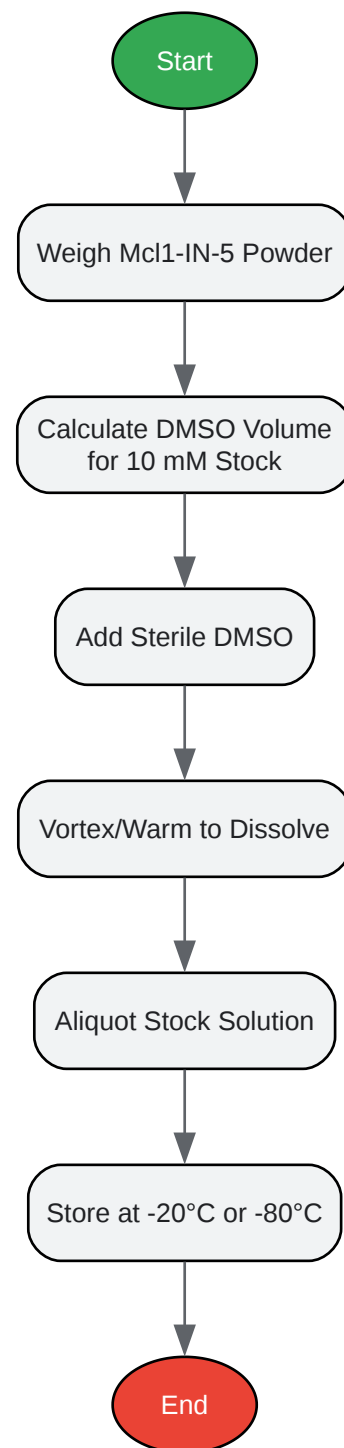 Start
Weigh Mcl1-IN-5 Powder
Calculate DMSO Volume
for 10 mM Stock
Add Sterile DMSO
Vortex/Warm to Dissolve
Aliquot Stock Solution
Store at -20°C or -80°C
End